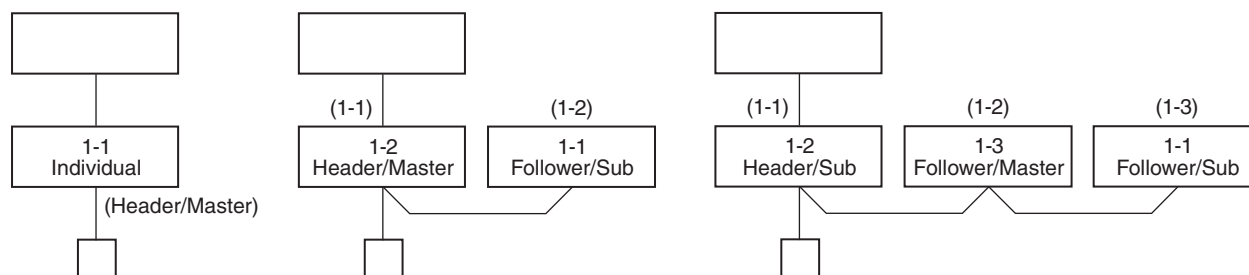 (1-1)
(1-2)
(1-1)
(1-2)
(1-3)
1-1
Individual
1-2
Header/Master
1-1
Follower/Sub
1-2
Header/Sub
1-3
Follower/Master
1-1
Follower/Sub
(Header/Master)